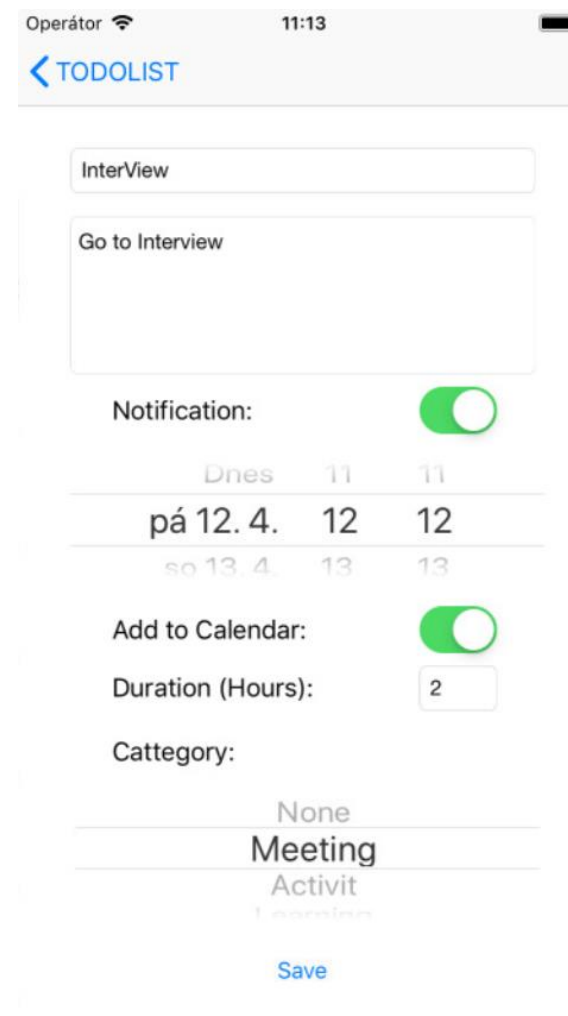 Operátor 11:13
TODOLIST
InterView
Go to Interview
Notification:
Dnes 11 11
pá 12. 4. 12 12
so 13. 4. 13 13
Add to Calendar:
Duration (Hours): 2
Cattegory:
None
Meeting
Activit
Learning
Save